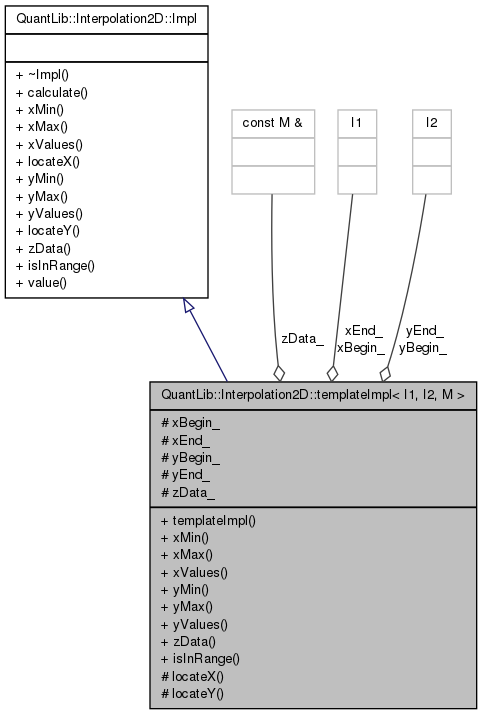 QuantLib::Interpolation2D::Impl
+ ~Impl()
+ calculate()
+ xMin()
+ xMax()
+ xValues()
+ locateX()
+ yMin()
+ yMax()
+ yValues()
+ locateY()
+ zData()
+ isInRange()
+ value()
const M &
I1
I2
zData_
xEnd_
xBegin_
yEnd_
yBegin_
QuantLib::Interpolation2D::templateImpl< I1, I2, M >
# xBegin_
# xEnd_
# yBegin_
# yEnd_
# zData_
+ templateImpl()
+ xMin()
+ xMax()
+ xValues()
+ yMin()
+ yMax()
+ yValues()
+ zData()
+ isInRange()
# locateX()
# locateY()